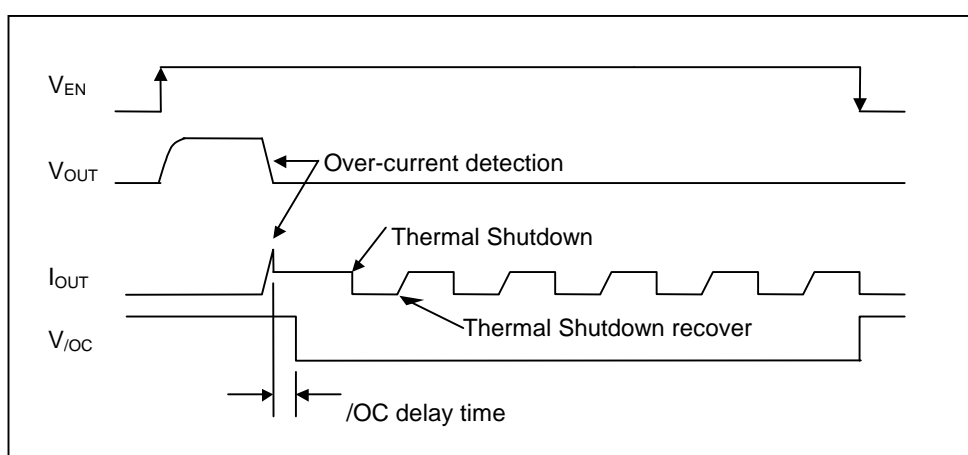 VEN
VOUT
Over-current detection
Thermal Shutdown
IOUT
Thermal Shutdown recover
V/OC
/OC delay time